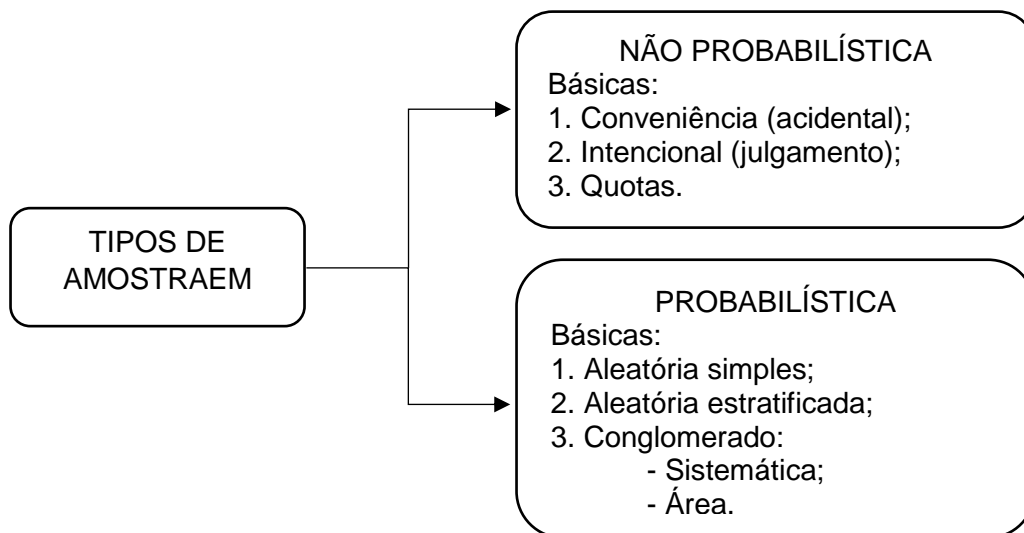 TIPOS DE
AMOSTRAEM
NÃO PROBABILÍSTICA
Básicas:
1. Conveniência (acidental);
2. Intencional (julgamento);
3. Quotas.
PROBABILÍSTICA
Básicas:
1. Aleatória simples;
2. Aleatória estratificada;
3. Conglomerado:
- Sistemática;
- Área.